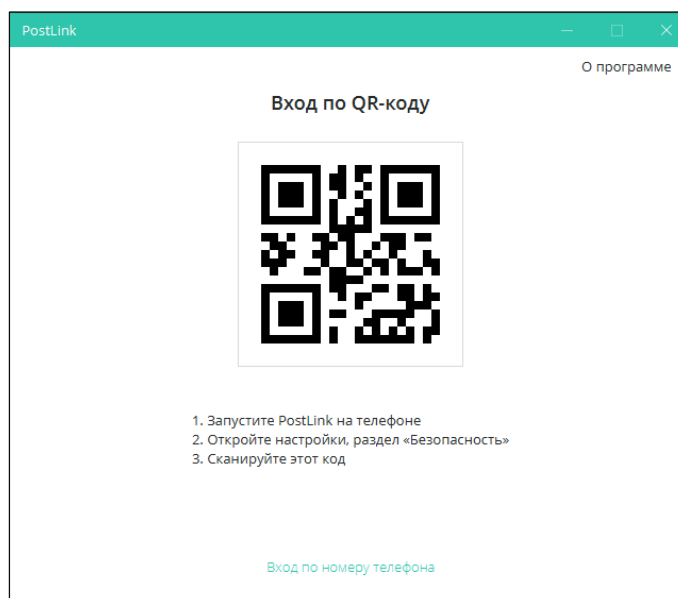 PostLink
О программе
Вход по QR-коду
1. Запустите PostLink на телефоне
2. Откройте настройки, раздел «Безопасность»
3. Сканируйте этот код
Вход по номеру телефона